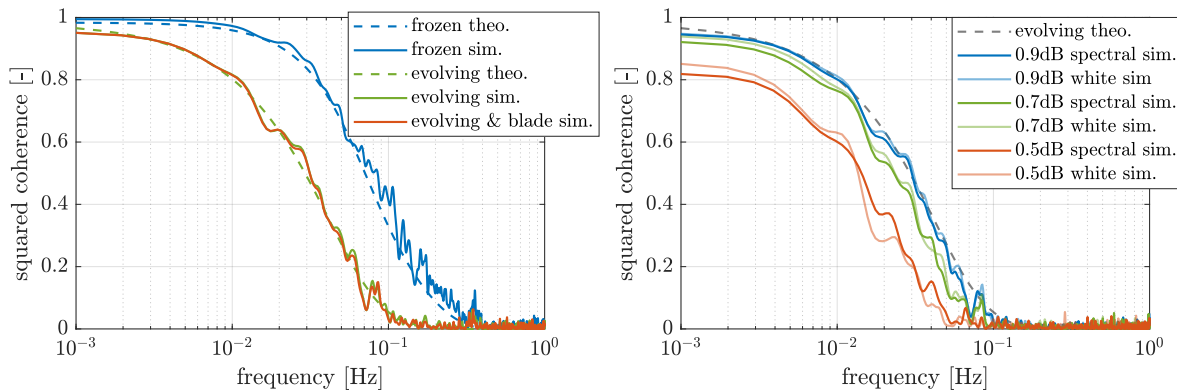 squared coherence [-]
1
0.8
0.6
0.4
0.2
0
frozen theo.
frozen sim.
evolving theo.
evolving sim.
evolving & blade sim.
10⁻³
10⁻²
10⁻¹
10⁰
frequency [Hz]
squared coherence [-]
1
0.8
0.6
0.4
0.2
0
evolving theo.
0.9dB spectral sim.
0.9dB white sim
0.7dB spectral sim.
0.7dB white sim.
0.5dB spectral sim.
0.5dB white sim.
10⁻³
10⁻²
10⁻¹
10⁰
frequency [Hz]